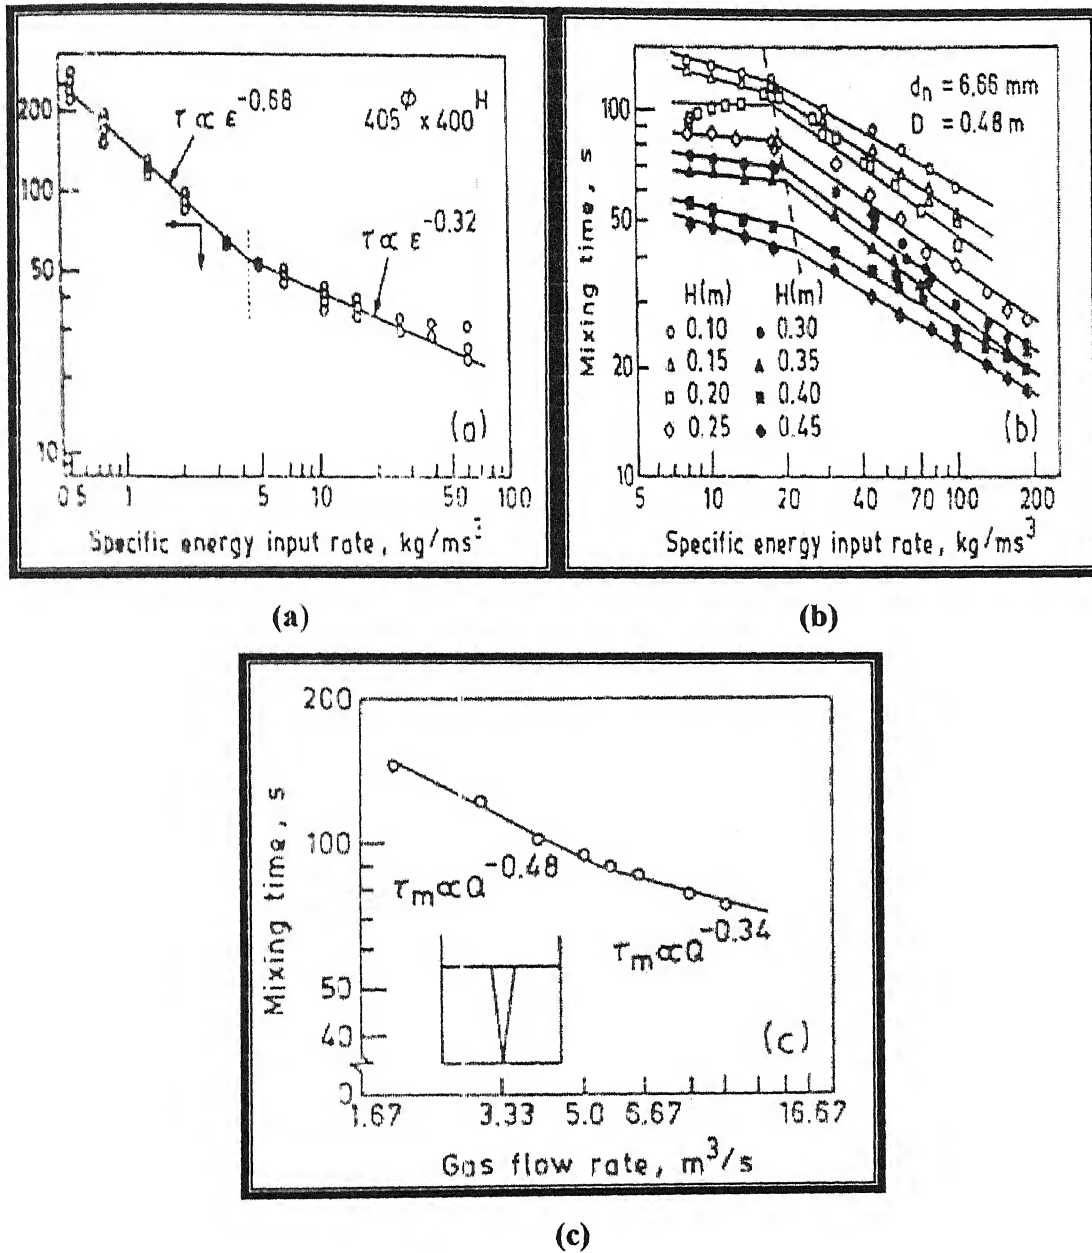 200
100
50
10
τ ∝ ε^-0.68
405^Φ x 400^H
τ ∝ ε^-0.32
(a)
0.5 1 5 10 50 100
Specific energy input rate, kg/ms³
Mixing time, s
100
50
20
10
d_n = 6.66 mm
D = 0.48 m
H(m) H(m)
○ 0.10 ● 0.30
△ 0.15 ▲ 0.35
□ 0.20 ■ 0.40
◇ 0.25 ◆ 0.45
(b)
5 10 20 40 70 100 200
Specific energy input rate, kg/ms³
(a)
(b)
Mixing time, s
200
100
50
40
0
τ_m ∝ Q^-0.48
τ_m ∝ Q^-0.34
(c)
1.67 3.33 5.0 6.67 16.67
Gas flow rate, m³/s
(c)